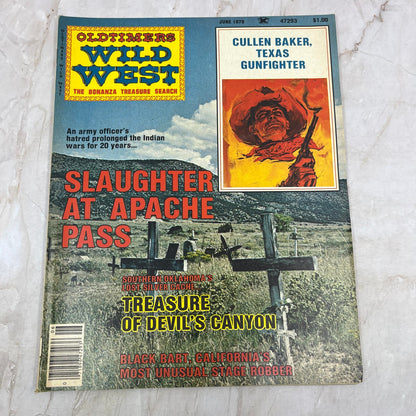 OLDTIMERS
WILD
WEST
THE BONANZA TREASURE SEARCH
JUNE 1979
47293
$1.00
CULLEN BAKER,
TEXAS
GUNFIGHTER
An army officer's
hatred prolonged the Indian
wars for 20 years...
SLAUGHTER
AT APACHE
PASS
SOUTHERN OKLAHOMA'S
LOST SILVER CACHE...
TREASURE
OF DEVIL'S CANYON
BLACK BART, CALIFORNIA'S
MOST UNUSUAL STAGE ROBBER